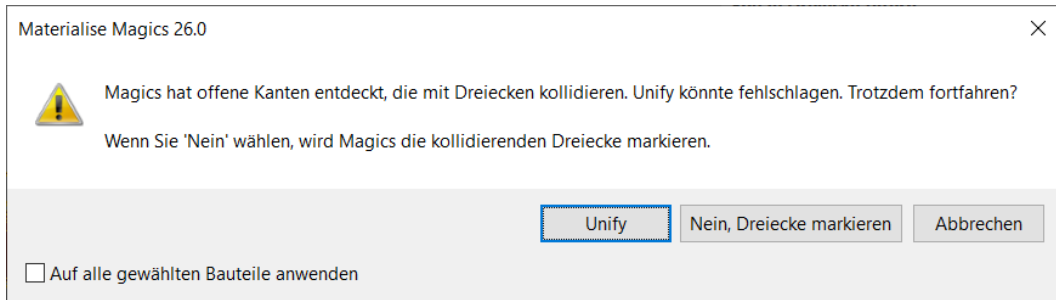 Materialise Magics 26.0
Magics hat offene Kanten entdeckt, die mit Dreiecken kollidieren. Unify könnte fehlschlagen. Trotzdem fortfahren?
Wenn Sie 'Nein' wählen, wird Magics die kollidierenden Dreiecke markieren.
Unify
Nein, Dreiecke markieren
Abbrechen
Auf alle gewählten Bauteile anwenden